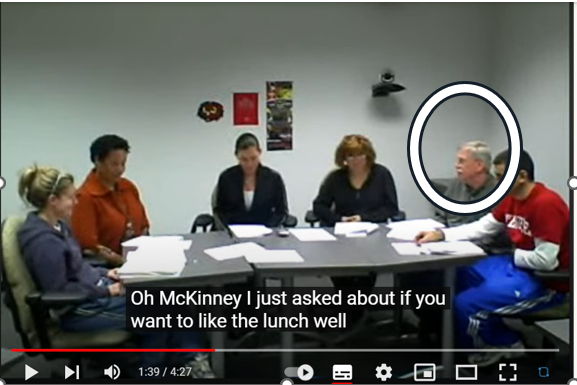 Oh McKinney I just asked about if you
want to like the lunch well
1:39 / 4:27